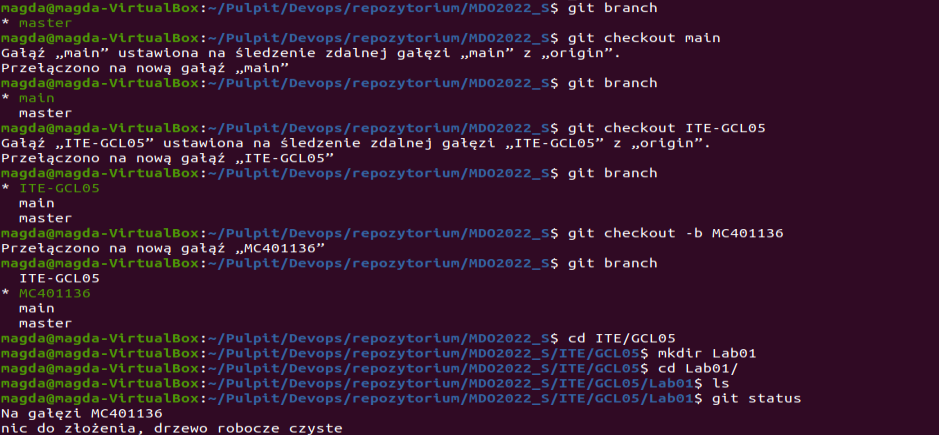 magda@magda-VirtualBox:~/Pulpit/Devops/repozytorium/MDO2022_S$ git branch
* master
magda@magda-VirtualBox:~/Pulpit/Devops/repozytorium/MDO2022_S$ git checkout main
Gałąź „main” ustawiona na śledzenie zdalnej gałęzi „main” z „origin”.
Przełączono na nową gałąź „main”
magda@magda-VirtualBox:~/Pulpit/Devops/repozytorium/MDO2022_S$ git branch
* main
  master
magda@magda-VirtualBox:~/Pulpit/Devops/repozytorium/MDO2022_S$ git checkout ITE-GCL05
Gałąź „ITE-GCL05” ustawiona na śledzenie zdalnej gałęzi „ITE-GCL05” z „origin”.
Przełączono na nową gałąź „ITE-GCL05”
magda@magda-VirtualBox:~/Pulpit/Devops/repozytorium/MDO2022_S$ git branch
* ITE-GCL05
  main
  master
magda@magda-VirtualBox:~/Pulpit/Devops/repozytorium/MDO2022_S$ git checkout -b MC401136
Przełączono na nową gałąź „MC401136”
magda@magda-VirtualBox:~/Pulpit/Devops/repozytorium/MDO2022_S$ git branch
  ITE-GCL05
* MC401136
  main
  master
magda@magda-VirtualBox:~/Pulpit/Devops/repozytorium/MDO2022_S$ cd ITE/GCL05
magda@magda-VirtualBox:~/Pulpit/Devops/repozytorium/MDO2022_S/ITE/GCL05$ mkdir Lab01
magda@magda-VirtualBox:~/Pulpit/Devops/repozytorium/MDO2022_S/ITE/GCL05$ cd Lab01/
magda@magda-VirtualBox:~/Pulpit/Devops/repozytorium/MDO2022_S/ITE/GCL05/Lab01$ ls
magda@magda-VirtualBox:~/Pulpit/Devops/repozytorium/MDO2022_S/ITE/GCL05/Lab01$ git status
Na gałęzi MC401136
nic do złożenia, drzewo robocze czyste